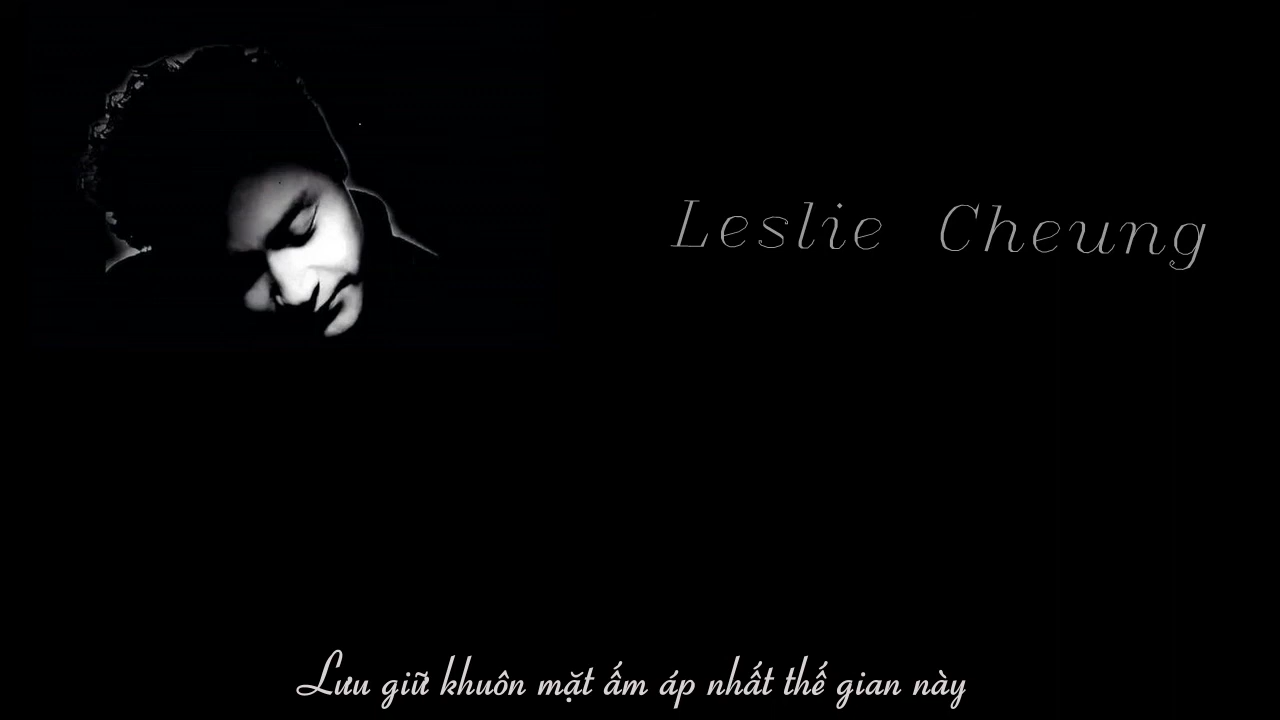 Leslie Cheung
Lưu giữ khuôn mặt ấm áp nhất thế gian này